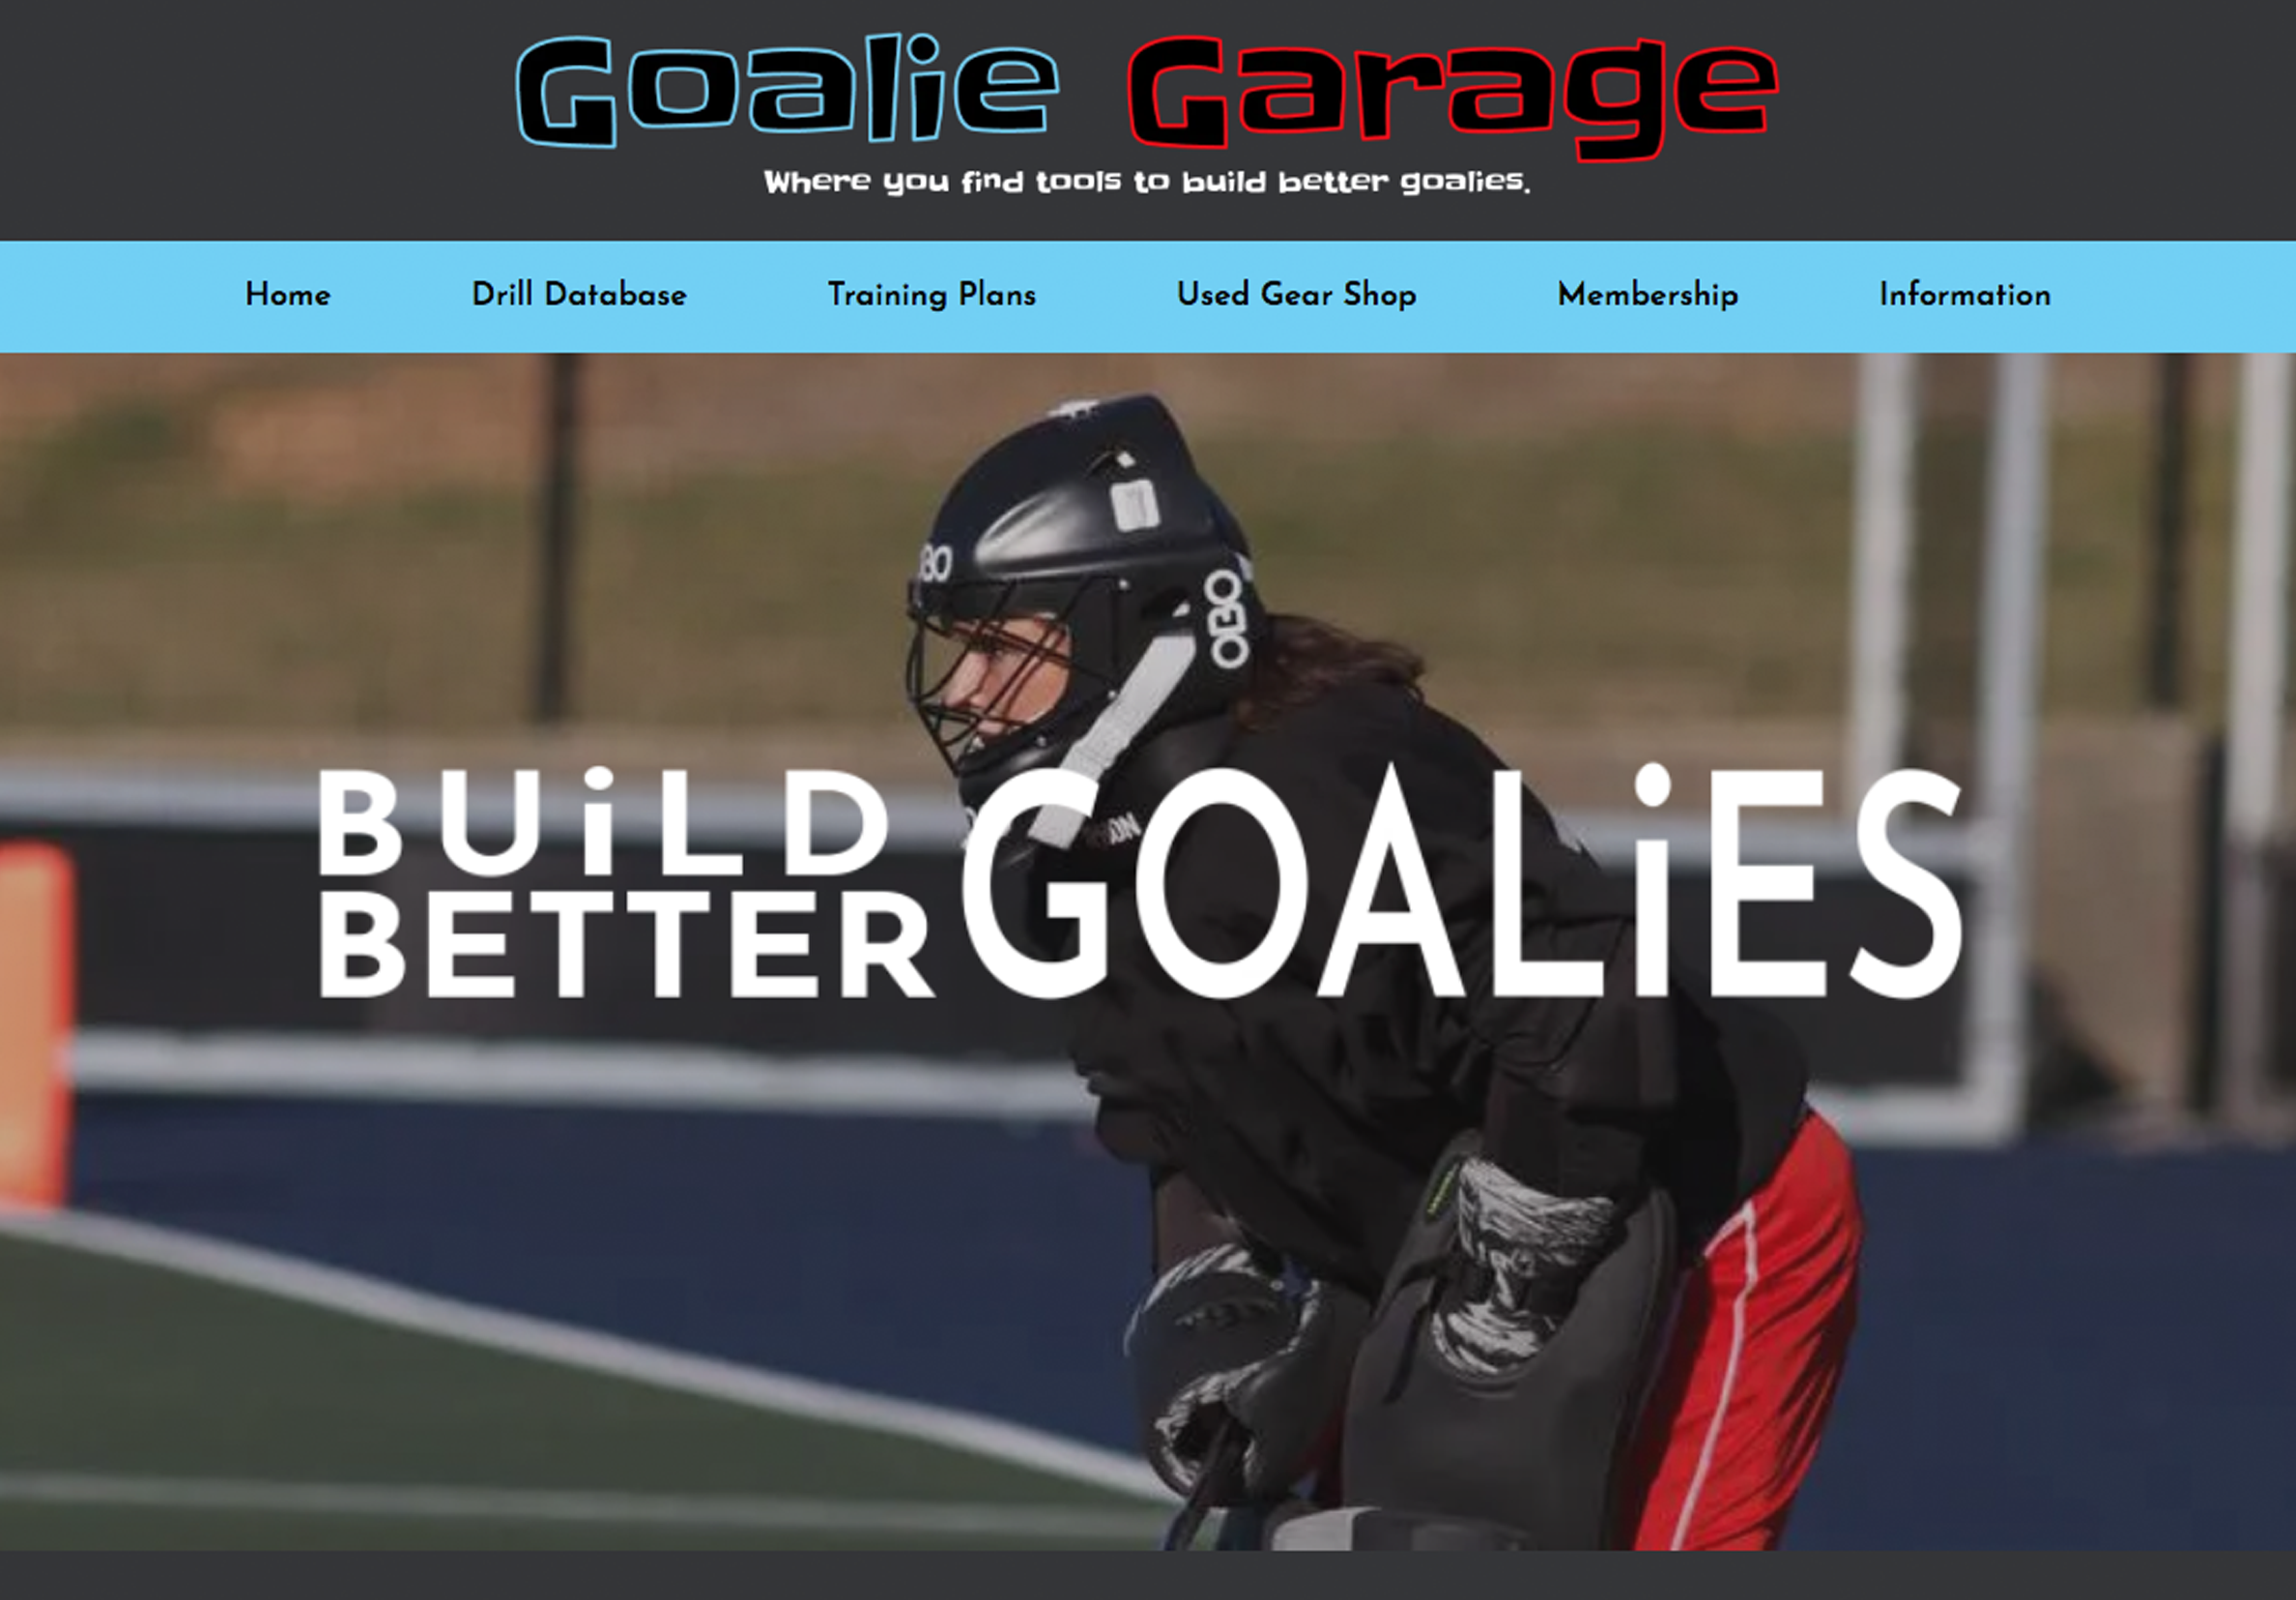 Goalie Garage
Where you find tools to build better goalies.
Home Drill Database Training Plans Used Gear Shop Membership Information
OBO
BUiLD
BETTER
GOALiES